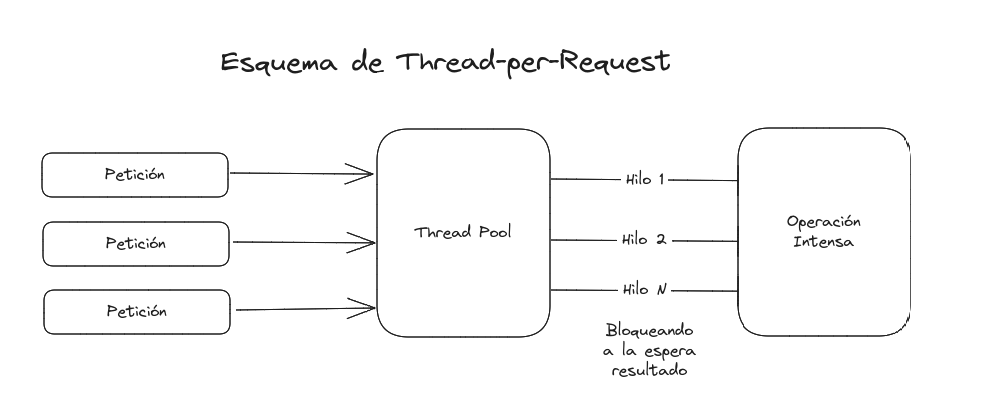 Esquema de Thread-per-Request
Petición
Petición
Petición
Thread Pool
Hilo 1
Hilo 2
Hilo N
Bloqueando
a la espera
resultado
Operación
Intensa